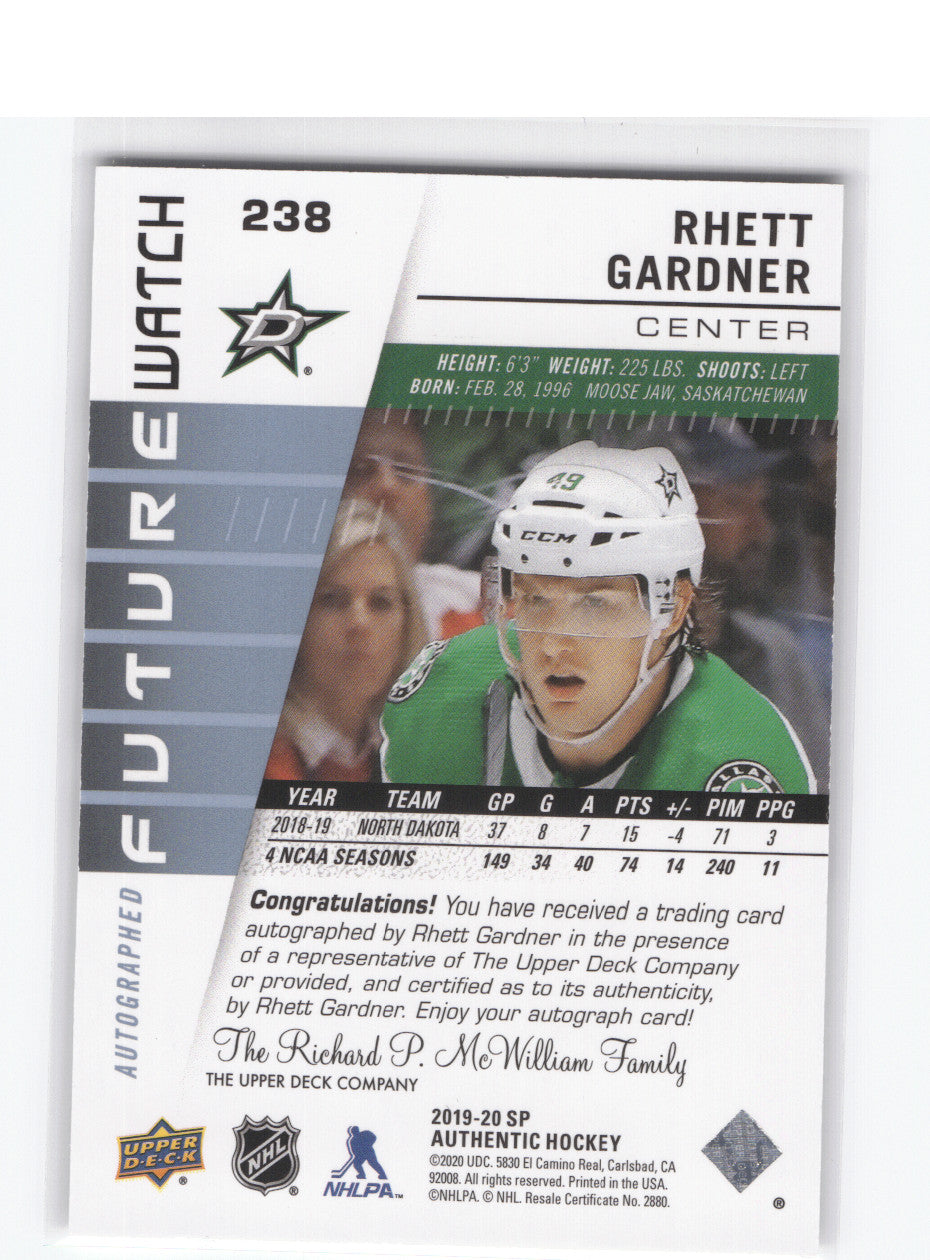 238
RHETT
GARDNER
CENTER
HEIGHT: 6'3" WEIGHT: 225 LBS. SHOOTS: LEFT
BORN: FEB. 28, 1996 MOOSE JAW, SASKATCHEWAN
AUTOGRAPHED FUTURE WATCH
D ®
49
CCM
DALLAS
YEAR TEAM GP G A PTS +/- PIM PPG
2018-19 NORTH DAKOTA 37 8 7 15 -4 71 3
4 NCAA SEASONS 149 34 40 74 14 240 11
Congratulations! You have received a trading card
autographed by Rhett Gardner in the presence
of a representative of The Upper Deck Company
or provided, and certified as to its authenticity,
by Rhett Gardner. Enjoy your autograph card!
The Richard P. McWilliam Family
THE UPPER DECK COMPANY
UPPER
D·E·C·K ®
NHL ®
NHLPA™
2019-20 SP
AUTHENTIC HOCKEY
©2020 UDC. 5830 El Camino Real, Carlsbad, CA
92008. All rights reserved. Printed in the USA.
©NHLPA. © NHL. Resale Certificate No. 2880.
®